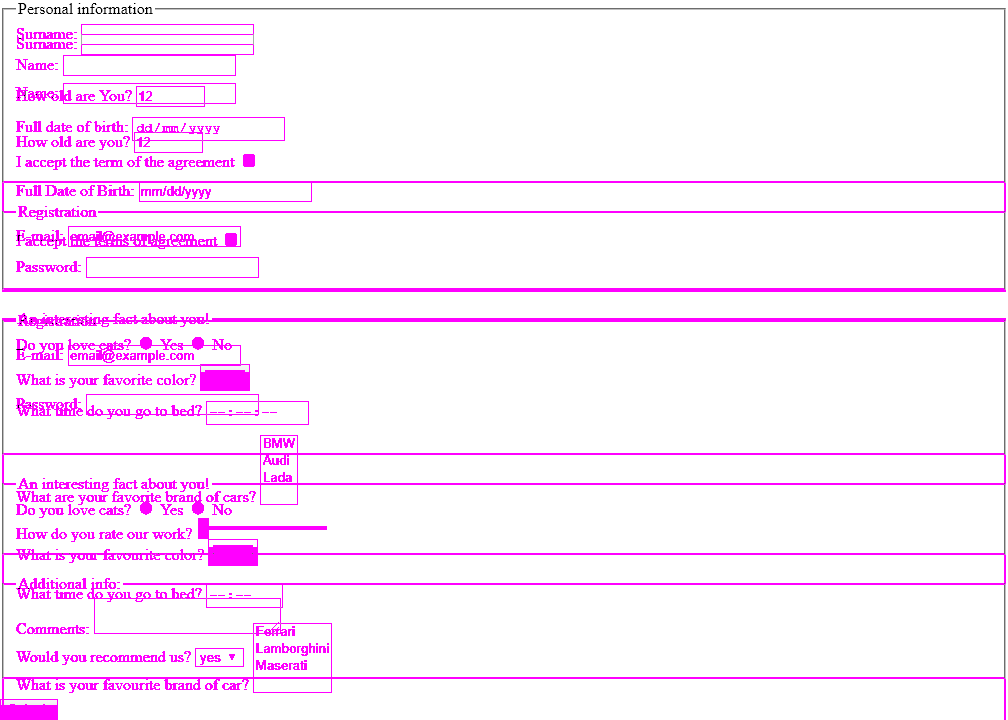 Personal information
Surname:
Surname:
Name:
Name:
How old are You? 12
Full date of birth: dd/mm/yyyy
How old are you? 12
I accept the term of the agreement
Full Date of Birth: mm/dd/yyyy
Registration
E-mail: email@example.com
I accept the terms of agreement
Password:
An interesting fact about you!
Registration
Do you love cats? Yes No
E-mail: email@example.com
What is your favorite color?
Password:
What time do you go to bed? --:--:--
BMW
Audi
Lada
An interesting fact about you!
What are your favorite brand of cars?
Do you love cats? Yes No
How do you rate our work?
What is your favourite color?
Additional info:
What time do you go to bed? --:--
Comments:
Ferrari
Lamborghini
Maserati
Would you recommend us? yes
What is your favourite brand of car?